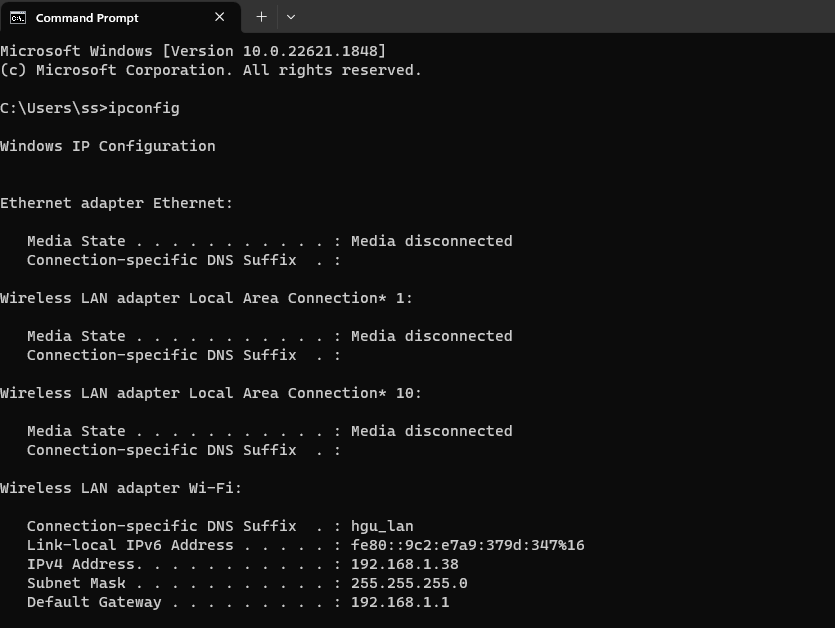 Command Prompt
Microsoft Windows [Version 10.0.22621.1848]
(c) Microsoft Corporation. All rights reserved.
C:\Users\ss>ipconfig
Windows IP Configuration
Ethernet adapter Ethernet:
   Media State . . . . . . . . . . . : Media disconnected
   Connection-specific DNS Suffix  . :
Wireless LAN adapter Local Area Connection* 1:
   Media State . . . . . . . . . . . : Media disconnected
   Connection-specific DNS Suffix  . :
Wireless LAN adapter Local Area Connection* 10:
   Media State . . . . . . . . . . . : Media disconnected
   Connection-specific DNS Suffix  . :
Wireless LAN adapter Wi-Fi:
   Connection-specific DNS Suffix  . : hgu_lan
   Link-local IPv6 Address . . . . . : fe80::9c2:e7a9:379d:347%16
   IPv4 Address. . . . . . . . . . . : 192.168.1.38
   Subnet Mask . . . . . . . . . . . : 255.255.255.0
   Default Gateway . . . . . . . . . : 192.168.1.1